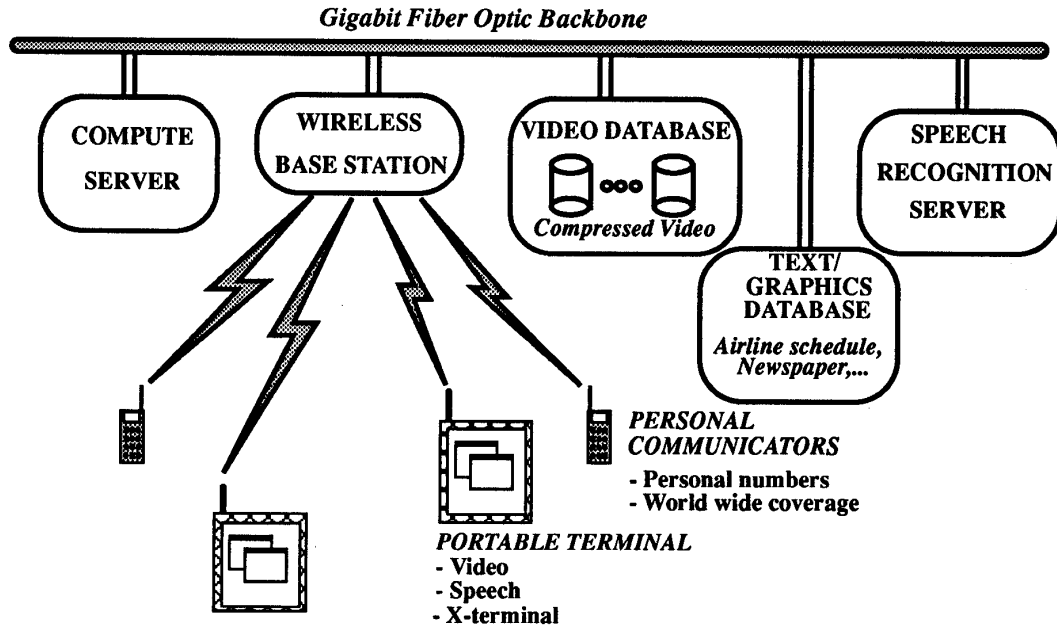 Gigabit Fiber Optic Backbone
COMPUTE
SERVER
WIRELESS
BASE STATION
VIDEO DATABASE
Compressed Video
SPEECH
RECOGNITION
SERVER
TEXT/
GRAPHICS
DATABASE
Airline schedule,
Newspaper,...
PERSONAL
COMMUNICATORS
- Personal numbers
- World wide coverage
PORTABLE TERMINAL
- Video
- Speech
- X-terminal